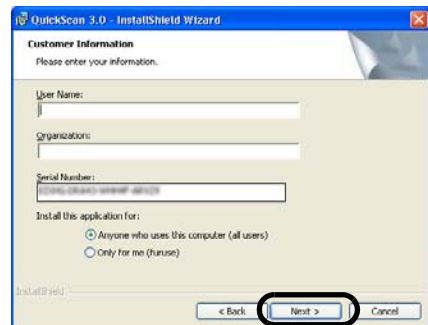 QuickScan 3.0 - InstallShield Wizard
Customer Information
Please enter your information.
User Name:
Organization:
Serial Number:
Install this application for:
Anyone who uses this computer (all users)
Only for me (furuse)
InstallShield
< Back
Next >
Cancel